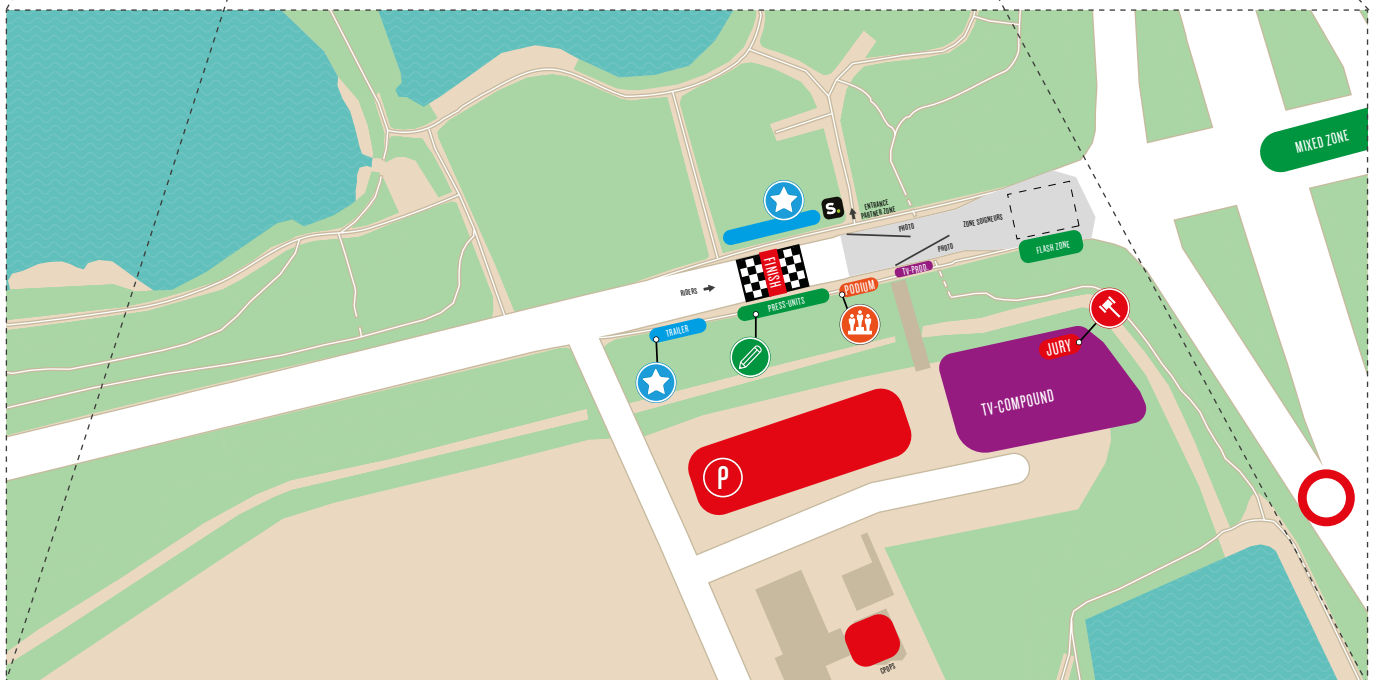 MIXED ZONE
S.
ENTRANCE
PARTNER ZONE
ZONE SOIGNEURS
PHOTO
PHOTO
FLASH ZONE
FINISH
TV-PROD
RIDERS
PODIUM
PRESS-UNITS
TRAILER
JURY
TV-COMPOUND
P
CPOPS